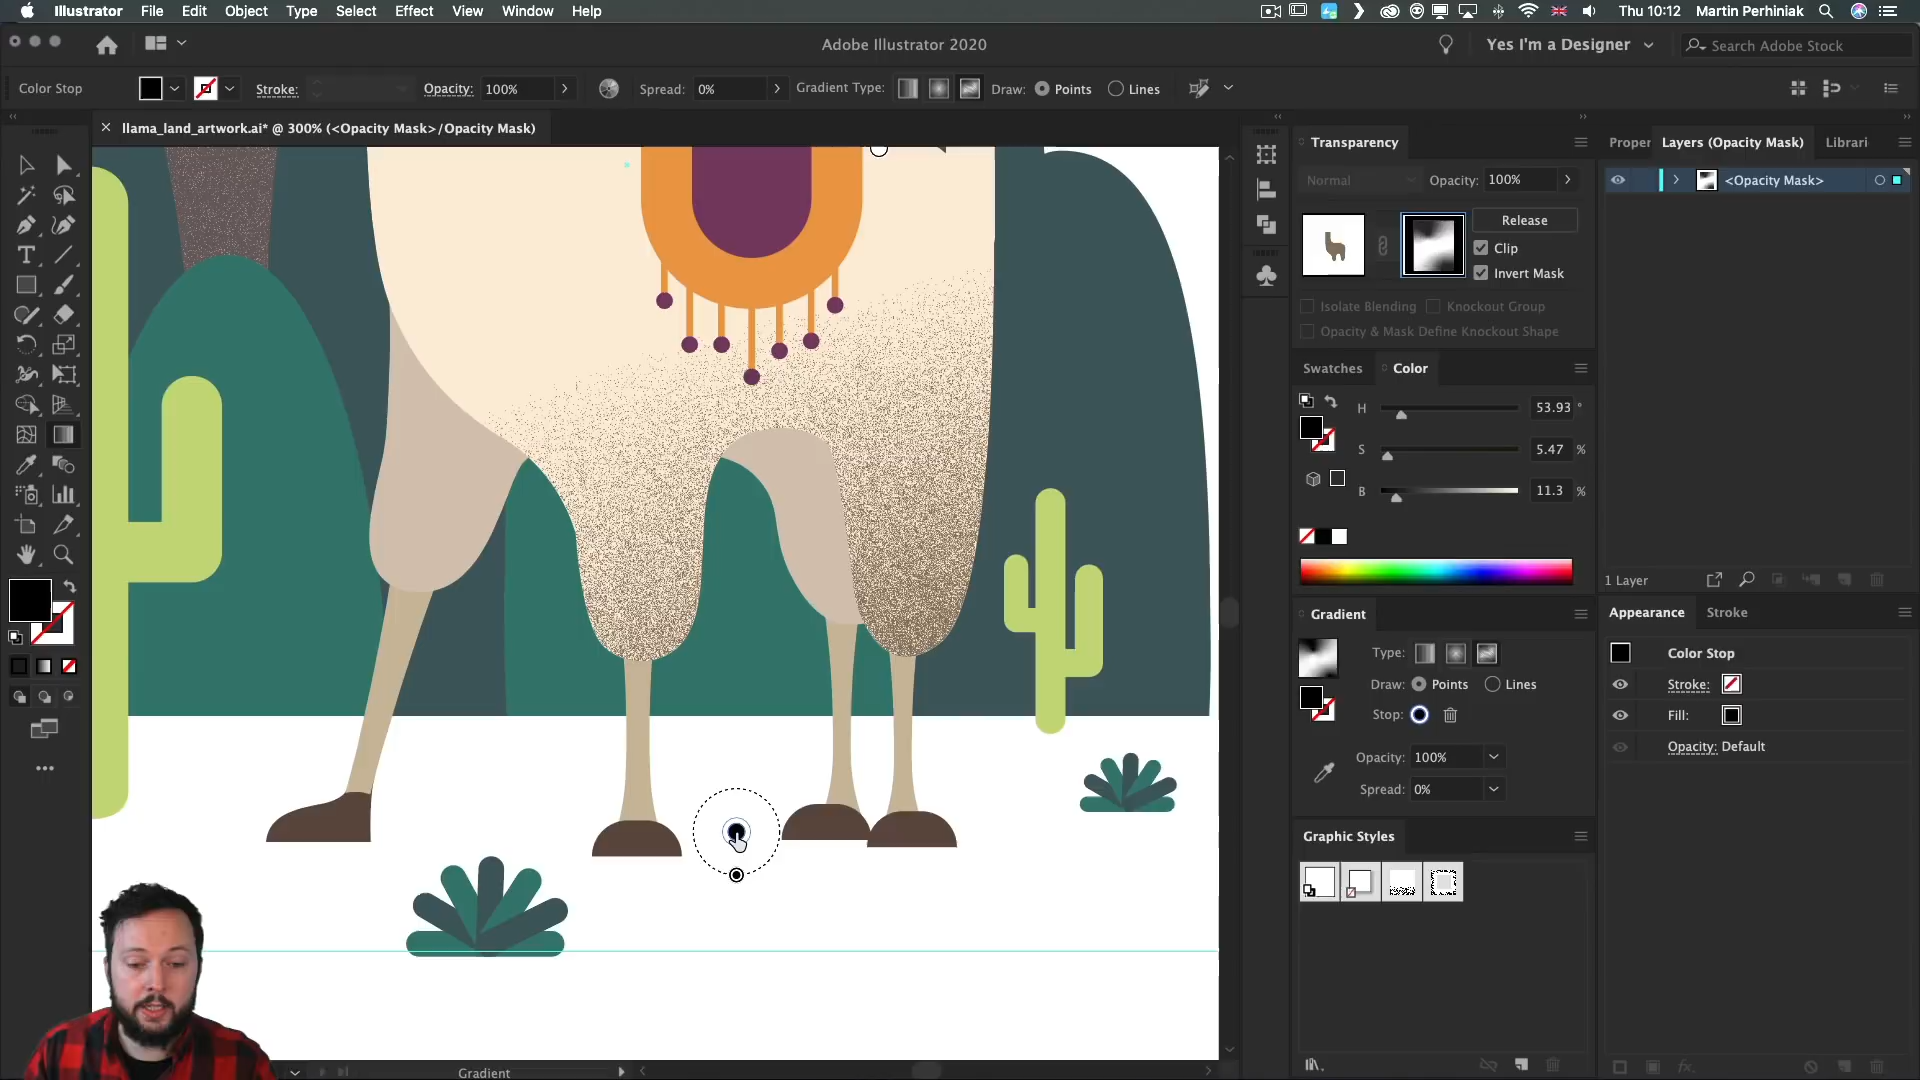 Illustrator File Edit Object Type Select Effect View Window Help
Thu 10:12 Martin Perhiniak
Adobe Illustrator 2020
Yes I'm a Designer
Search Adobe Stock
Color Stop
Stroke:
Opacity: 100%
Spread: 0%
Gradient Type:
Draw: Points Lines
× llama_land_artwork.ai* @ 300% (<Opacity Mask>/Opacity Mask)
Transparency
Normal
Opacity: 100%
Release
Clip
Invert Mask
Isolate Blending Knockout Group
Opacity & Mask Define Knockout Shape
Swatches Color
H 53.93 °
S 5.47 %
B 11.3 %
Gradient
Type:
Draw: Points Lines
Stop:
Opacity: 100%
Spread: 0%
Graphic Styles
Proper Layers (Opacity Mask) Librari
<Opacity Mask>
1 Layer
Appearance Stroke
Color Stop
Stroke:
Fill:
Opacity: Default
fx
Gradient